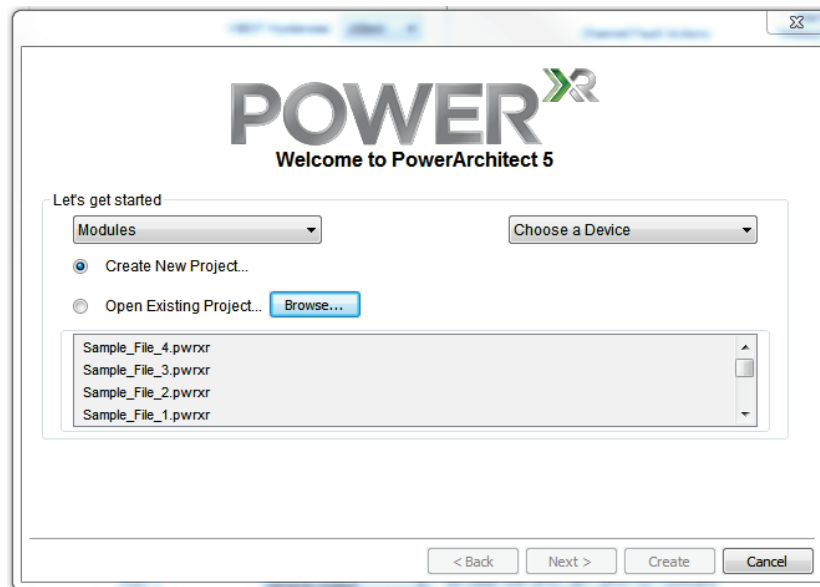 POWER XR
Welcome to PowerArchitect 5
Let's get started
Modules
Choose a Device
Create New Project...
Open Existing Project...
Browse...
Sample_File_4.pwrxr
Sample_File_3.pwrxr
Sample_File_2.pwrxr
Sample_File_1.pwrxr
< Back
Next >
Create
Cancel